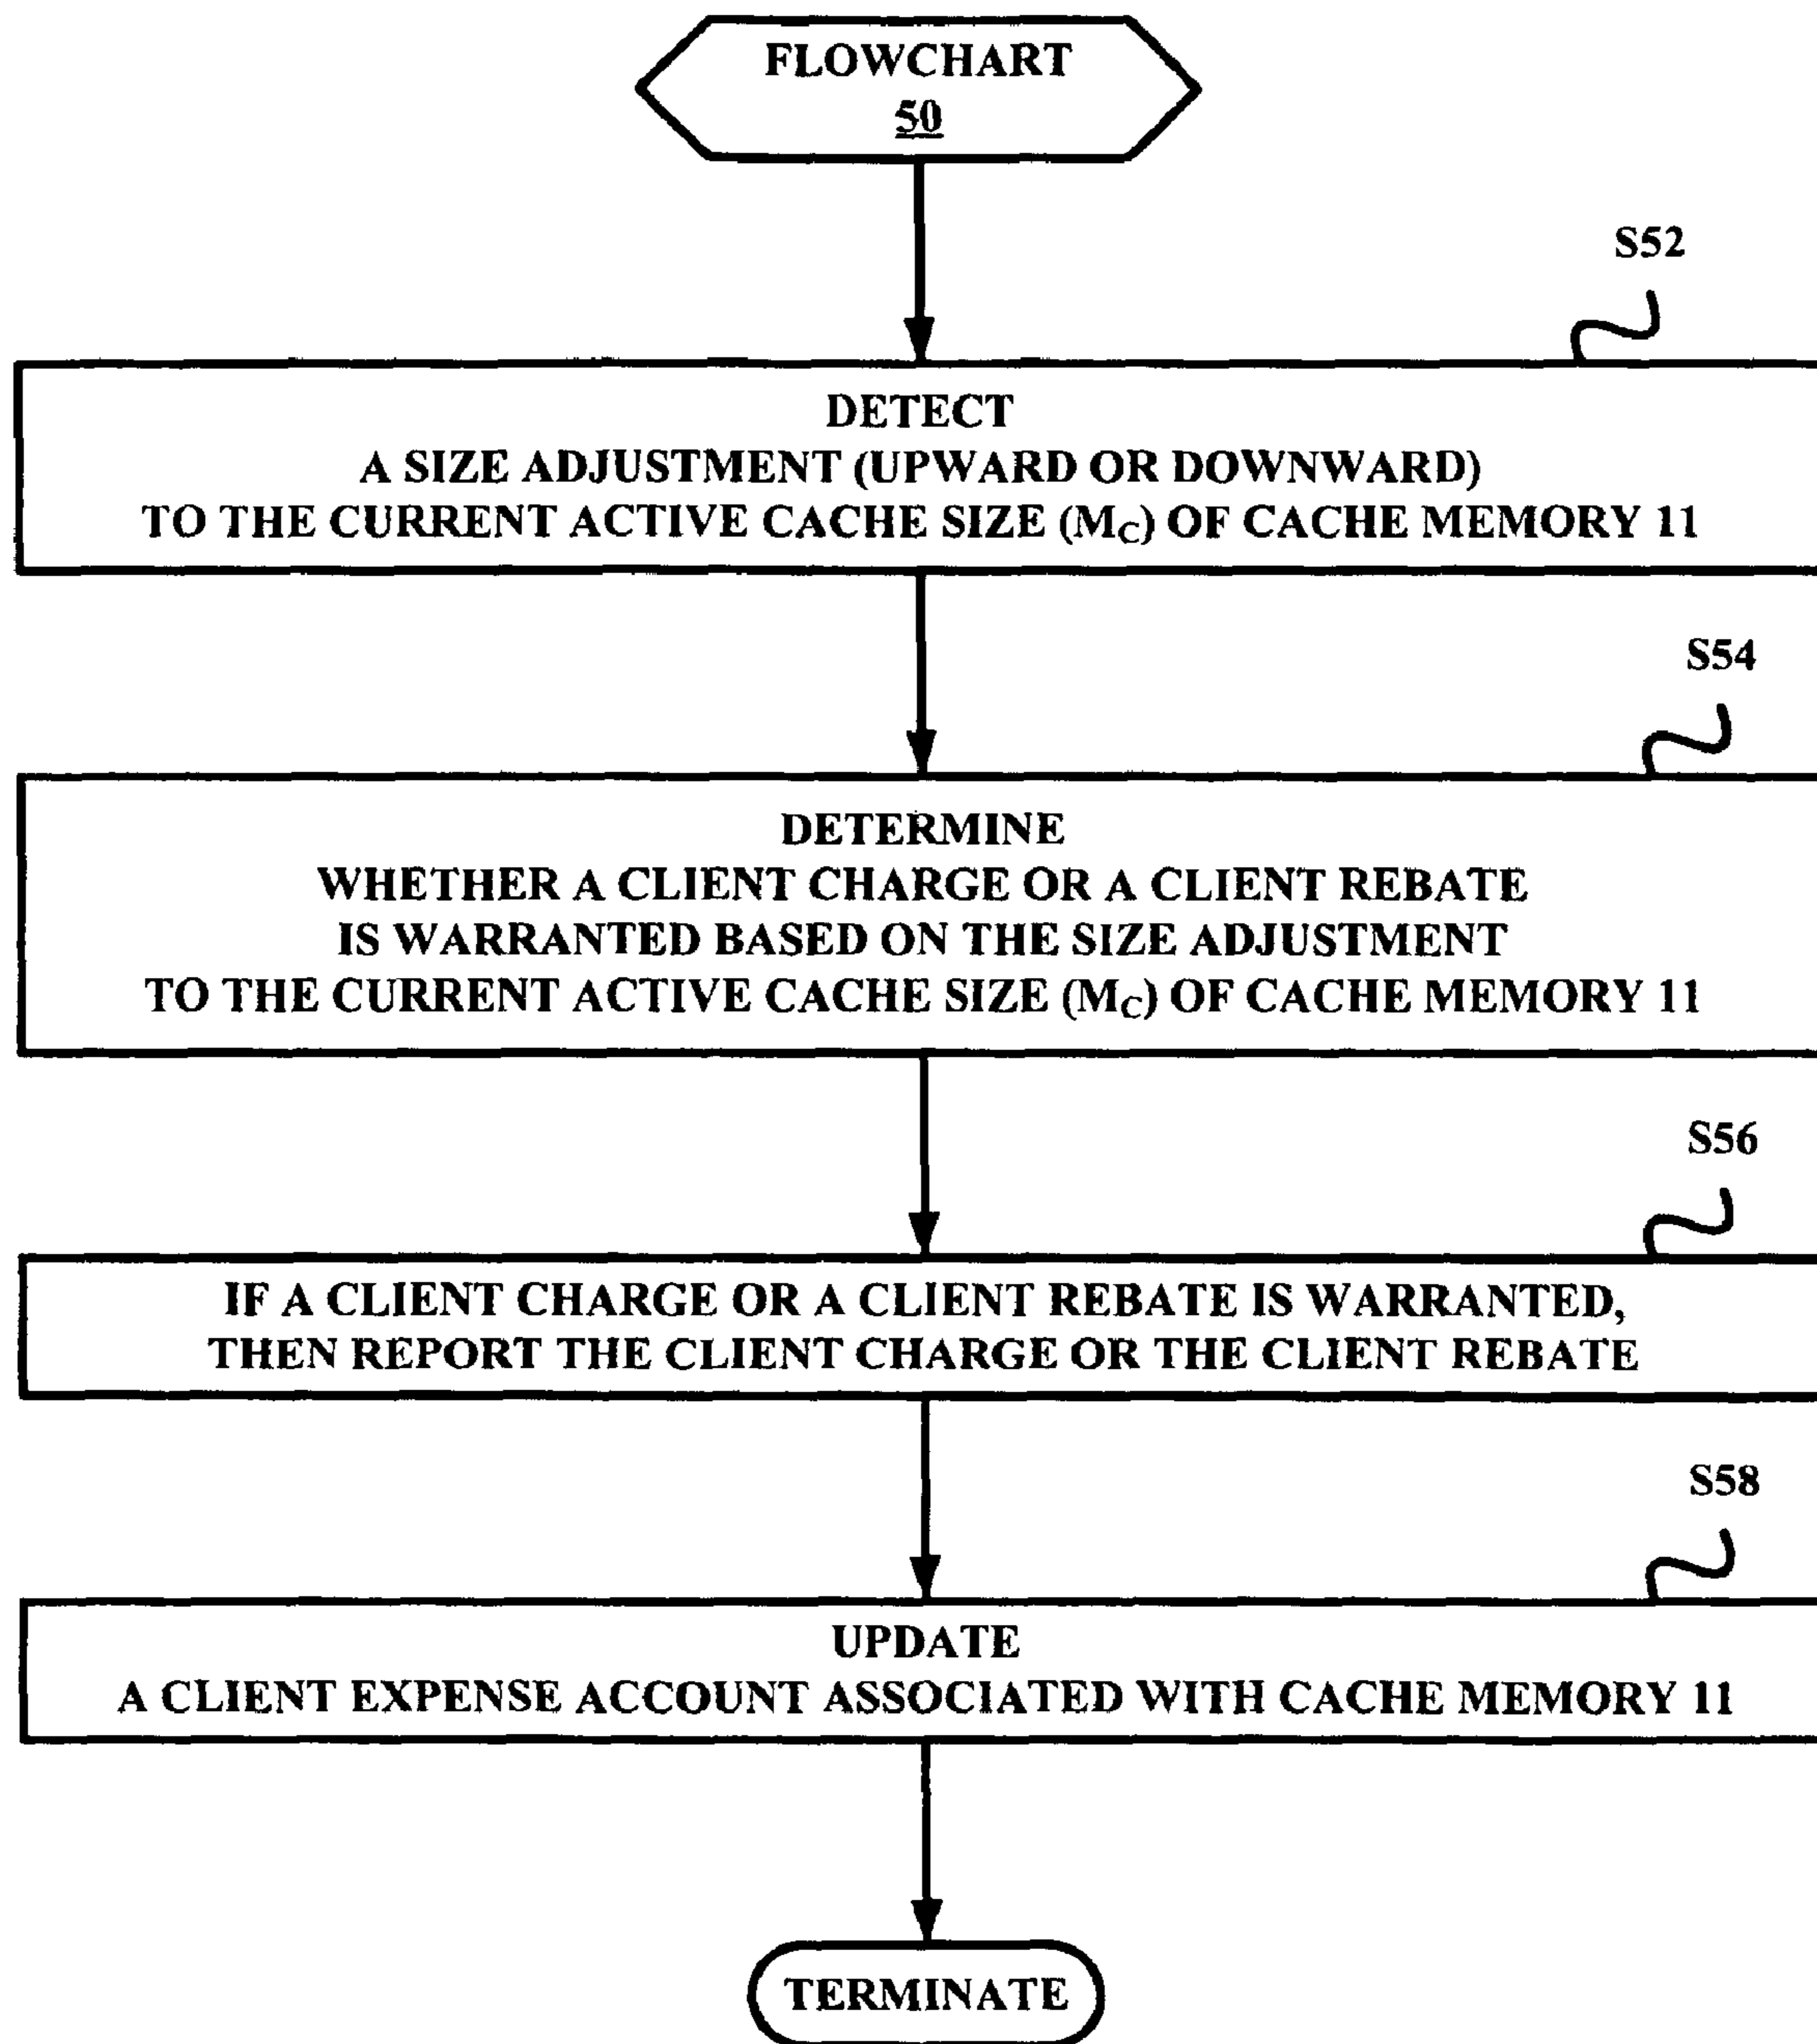 FLOWCHART
50
S52
DETECT
A SIZE ADJUSTMENT (UPWARD OR DOWNWARD)
TO THE CURRENT ACTIVE CACHE SIZE (MC) OF CACHE MEMORY 11
S54
DETERMINE
WHETHER A CLIENT CHARGE OR A CLIENT REBATE
IS WARRANTED BASED ON THE SIZE ADJUSTMENT
TO THE CURRENT ACTIVE CACHE SIZE (MC) OF CACHE MEMORY 11
S56
IF A CLIENT CHARGE OR A CLIENT REBATE IS WARRANTED,
THEN REPORT THE CLIENT CHARGE OR THE CLIENT REBATE
S58
UPDATE
A CLIENT EXPENSE ACCOUNT ASSOCIATED WITH CACHE MEMORY 11
TERMINATE